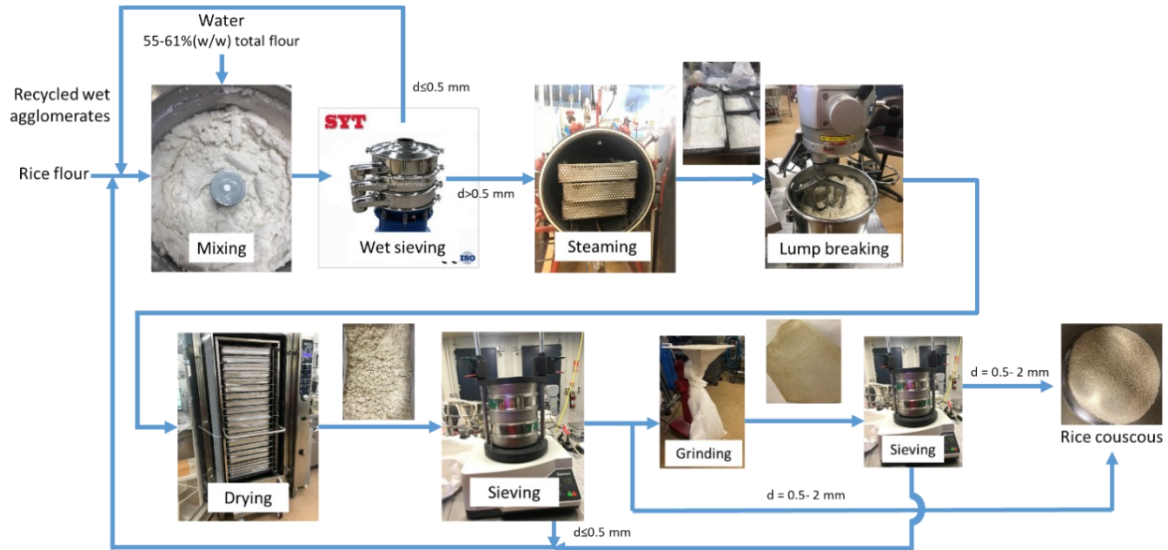 Water
55-61%(w/w) total flour
Recycled wet
agglomerates
d≤0.5 mm
Rice flour
Mixing
SYT
Wet sieving
ISO
d>0.5 mm
Steaming
Lump breaking
Drying
Sieving
d≤0.5 mm
Grinding
Sieving
d = 0.5- 2 mm
d = 0.5- 2 mm
Rice couscous